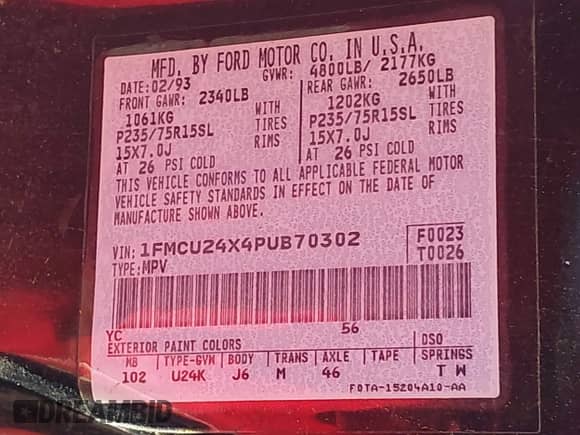 MFD. BY FORD MOTOR CO. IN U.S.A.
DATE: 02/93 GVWR: 4800LB/ 2177KG
FRONT GAWR: 2340LB REAR GAWR: 2650LB
1061KG WITH 1202KG WITH
P235/75R15SL TIRES P235/75R15SL TIRES
15X7.0J RIMS 15X7.0J RIMS
AT 26 PSI COLD AT 26 PSI COLD
THIS VEHICLE CONFORMS TO ALL APPLICABLE FEDERAL MOTOR
VEHICLE SAFETY STANDARDS IN EFFECT ON THE DATE OF
MANUFACTURE SHOWN ABOVE.
VIN: 1FMCU24X4PUB70302 F0023
TYPE: MPV T0026
YC 56
EXTERIOR PAINT COLORS DSO
WB TYPE-GVW BODY TRANS AXLE TAPE SPRINGS
102 U24K J6 M 46 T W
F0TA-15204A10-AA
DREAMBID